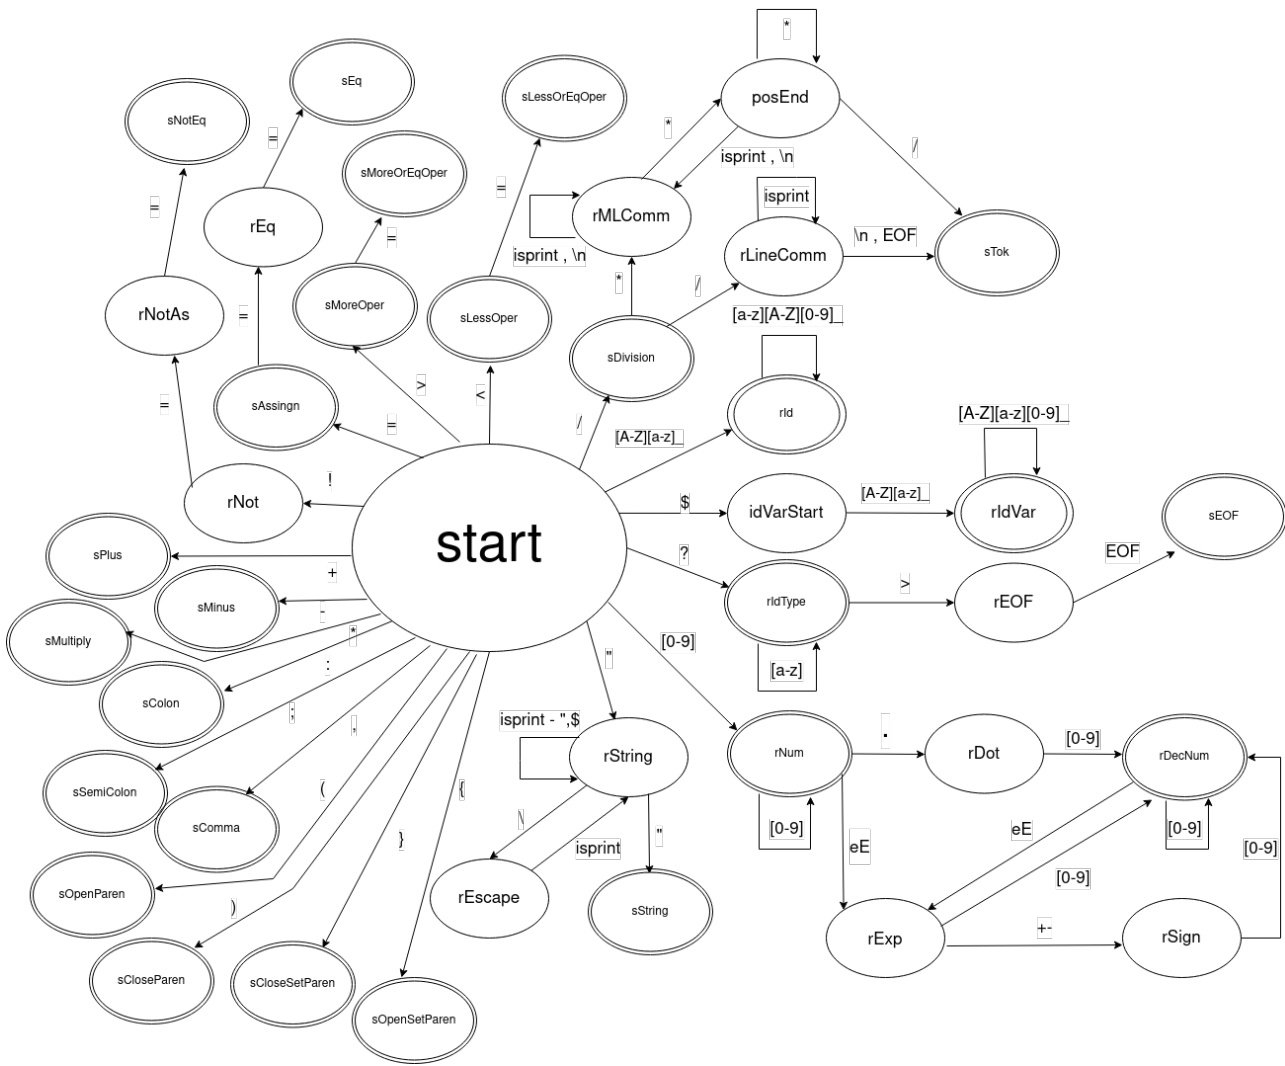 *
sEq
posEnd
sLessOrEqOper
sNotEq
*
=
/
isprint , \n
sMoreOrEqOper
=
isprint
=
rMLComm
rEq
=
\n , EOF
isprint , \n
rLineComm
sTok
*
/
sMoreOper
rNotAs
=
[a-z][A-Z][0-9]_
sLessOper
sDivision
>
<
=
sAssingn
rId
[A-Z][a-z][0-9]_
=
/
[A-Z][a-z]_
!
rNot
$
[A-Z][a-z]_
idVarStart
rIdVar
sEOF
start
sPlus
?
EOF
+
>
sMinus
-
rIdType
rEOF
sMultiply
*
[0-9]
:
"
[a-z]
sColon
;
isprint - ",$
,
.
[0-9]
rString
rNum
rDot
rDecNum
sSemiColon
(
{
\
sComma
"
[0-9]
eE
[0-9]
}
isprint
eE
[0-9]
[0-9]
sOpenParen
rEscape
)
sString
+-
rExp
rSign
sCloseParen
sCloseSetParen
sOpenSetParen